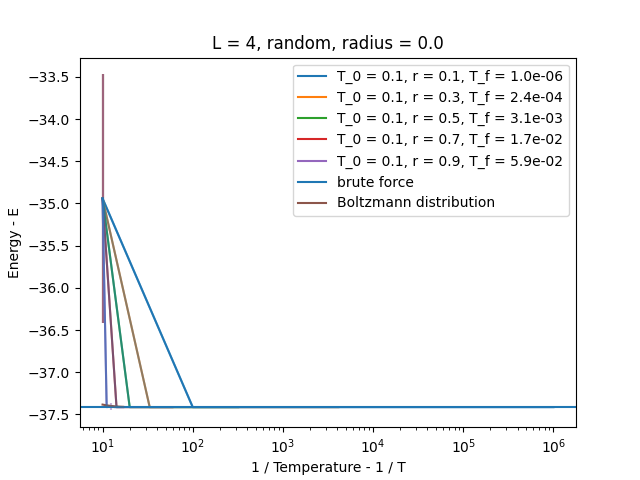 L = 4, random, radius = 0.0
T_0 = 0.1, r = 0.1, T_f = 1.0e-06
T_0 = 0.1, r = 0.3, T_f = 2.4e-04
T_0 = 0.1, r = 0.5, T_f = 3.1e-03
T_0 = 0.1, r = 0.7, T_f = 1.7e-02
T_0 = 0.1, r = 0.9, T_f = 5.9e-02
brute force
Boltzmann distribution
Energy - E
−33.5
−34.0
−34.5
−35.0
−35.5
−36.0
−36.5
−37.0
−37.5
10¹ 10² 10³ 10⁴ 10⁵ 10⁶
1 / Temperature - 1 / T